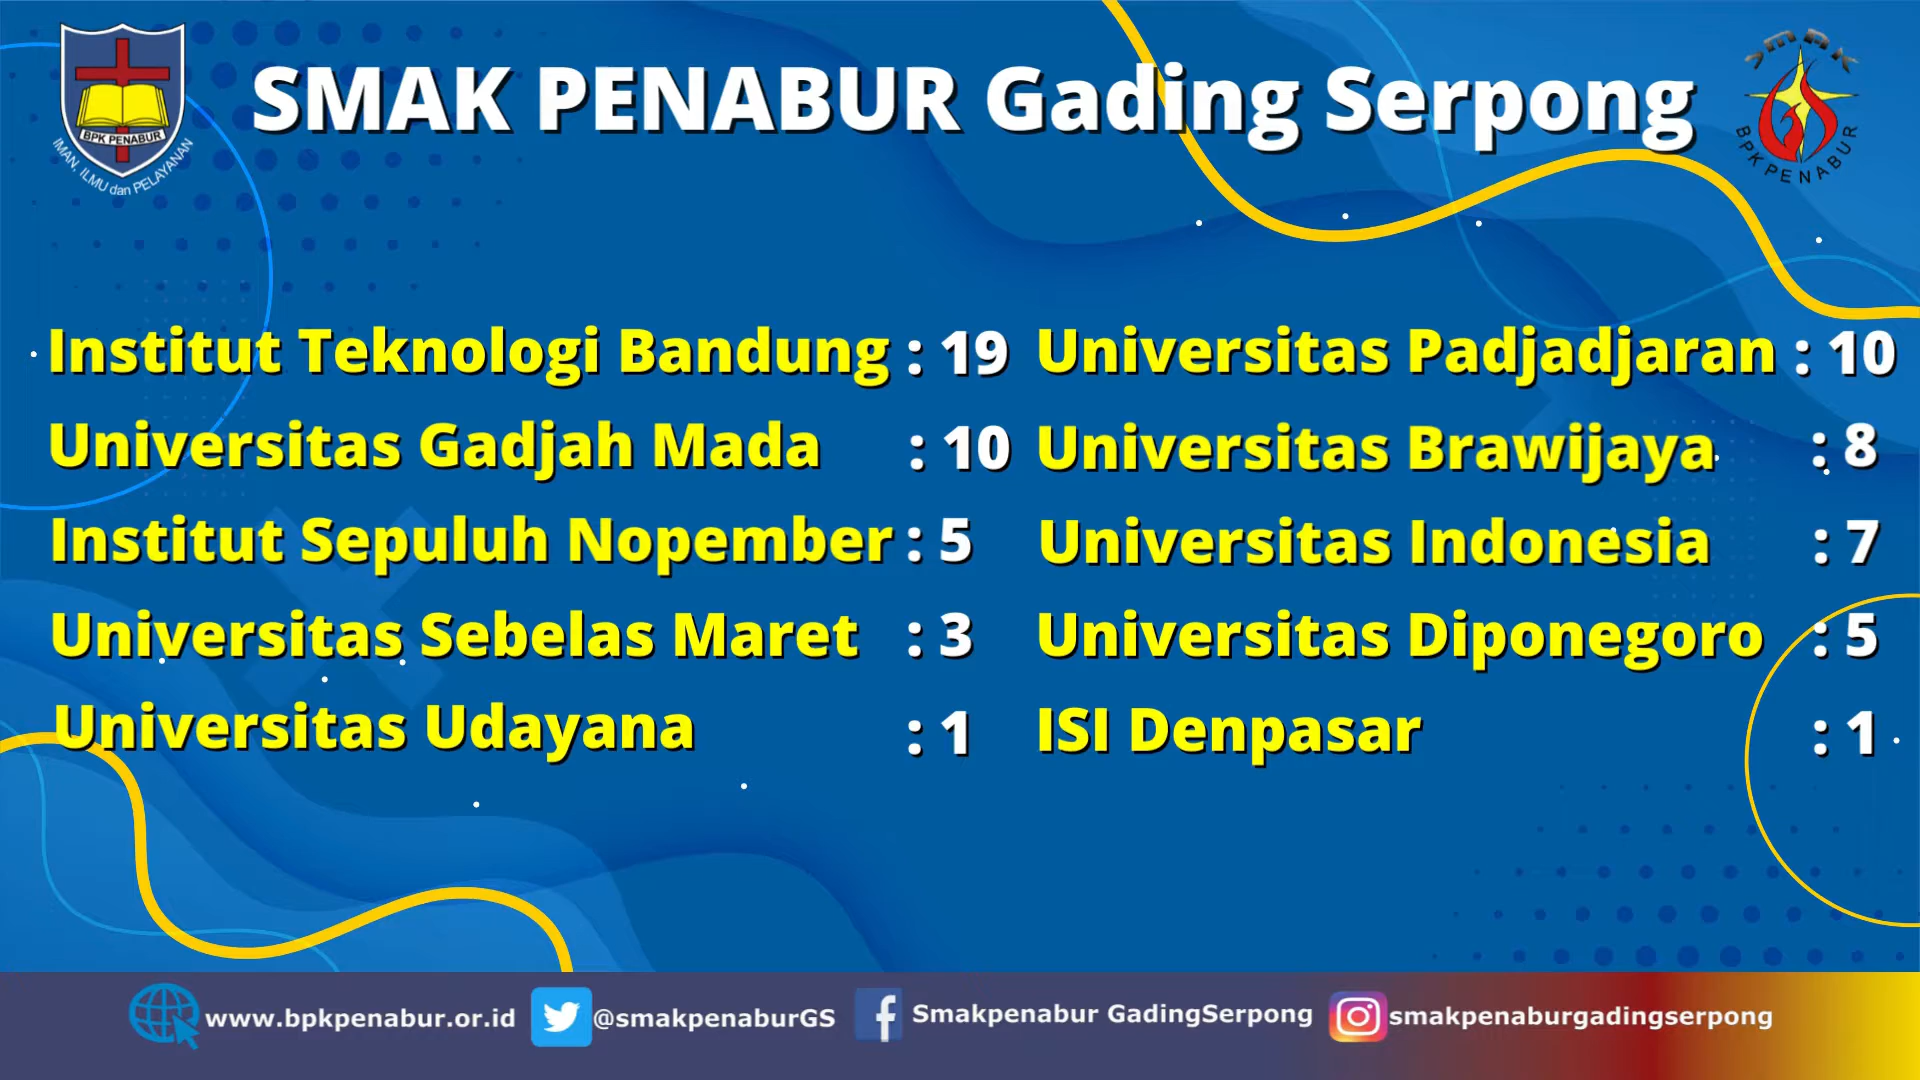 BPK PENABUR
IMAN, ILMU dan PELAYANAN
SMAK PENABUR Gading Serpong
SMAK
BPK PENABUR
Institut Teknologi Bandung : 19
Universitas Gadjah Mada : 10
Institut Sepuluh Nopember : 5
Universitas Sebelas Maret : 3
Universitas Udayana : 1
Universitas Padjadjaran : 10
Universitas Brawijaya : 8
Universitas Indonesia : 7
Universitas Diponegoro : 5
ISI Denpasar : 1
www.bpkpenabur.or.id @smakpenaburGS Smakpenabur GadingSerpong smakpenaburgadingserpong